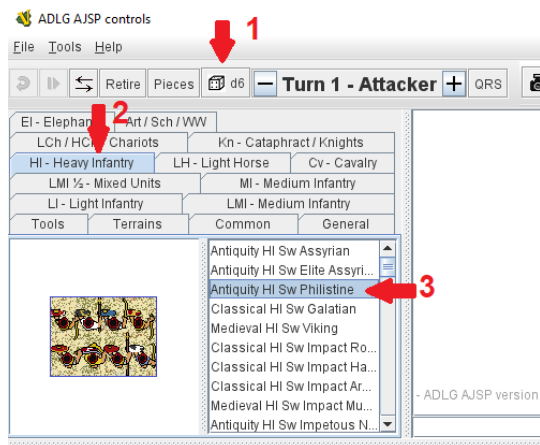 ADLG AJSP controls
1
File Tools Help
Retire Pieces d6 Turn 1 - Attacker QRS
2
El - Elephan Art / Sch / WW
LCh / HC Chariots Kn - Cataphract / Knights
HI - Heavy Infantry LH - Light Horse Cv - Cavalry
LMI ½ - Mixed Units MI - Medium Infantry
LI - Light Infantry LMI - Medium Infantry
Tools Terrains Common General
Antiquity HI Sw Assyrian
Antiquity HI Sw Elite Assyri...
Antiquity HI Sw Philistine
3
Classical HI Sw Galatian
Medieval HI Sw Viking
Classical HI Sw Impact Ro...
Classical HI Sw Impact Ha...
Classical HI Sw Impact Ar...
Medieval HI Sw Impact Mu...
Antiquity HI Sw Impetous N...
- ADLG AJSP version